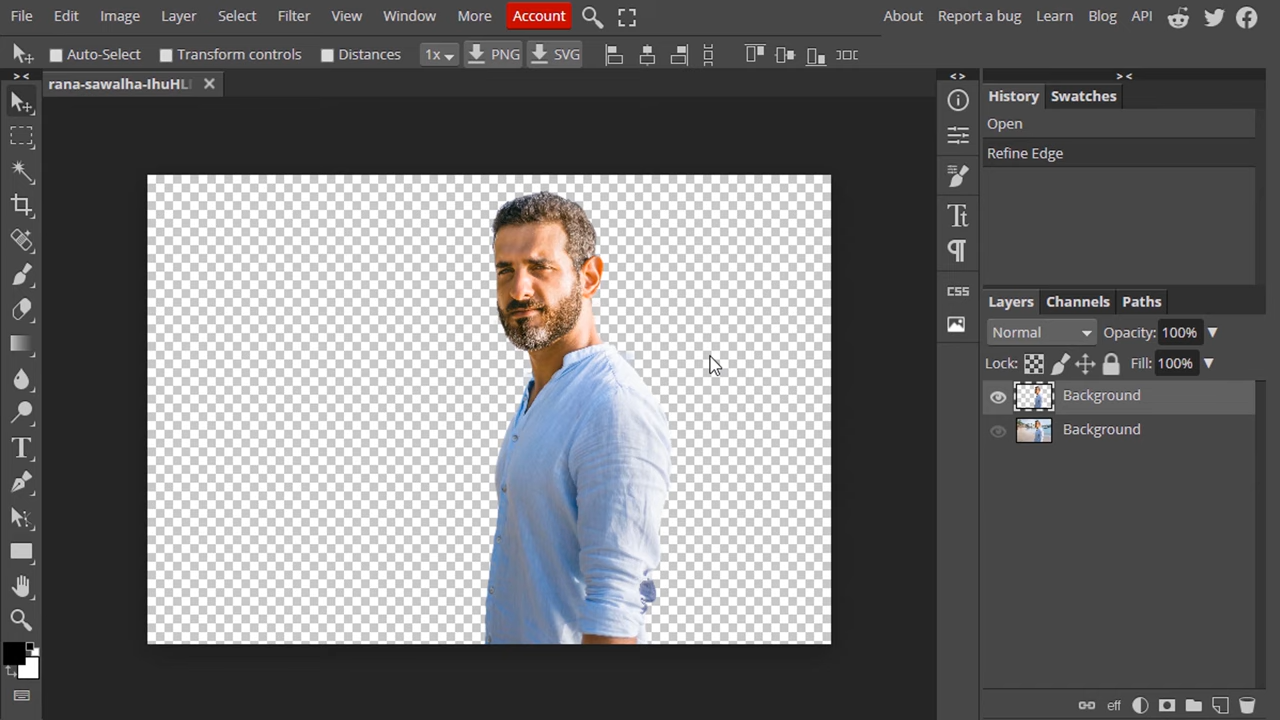 File Edit Image Layer Select Filter View Window More Account About Report a bug Learn Blog API
Auto-Select Transform controls Distances 1x PNG SVG
rana-sawalha-IhuHL
History Swatches
Open
Refine Edge
CSS
Layers Channels Paths
Normal Opacity: 100%
Lock: Fill: 100%
Background
Background
eff